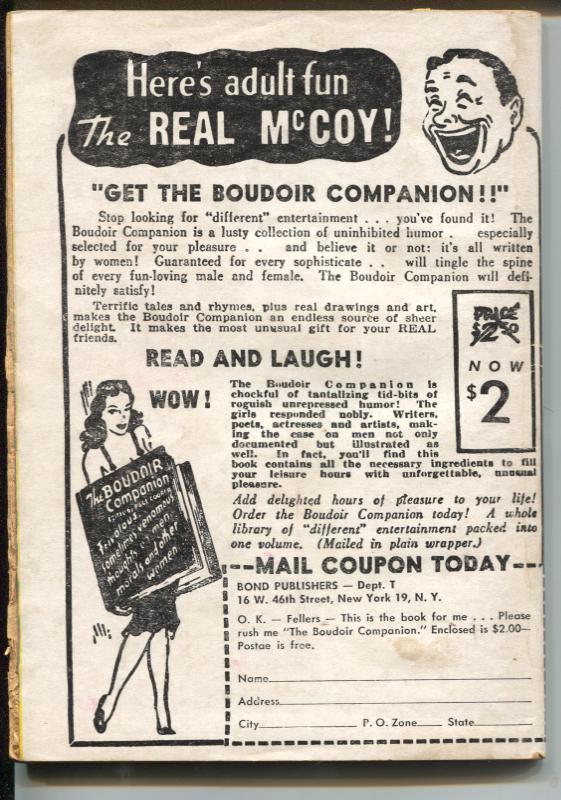 Here's adult fun
The REAL McCOY!
"GET THE BOUDOIR COMPANION!!"
Stop looking for "different" entertainment . . . you've found it! The
Boudoir Companion is a lusty collection of uninhibited humor . especially
selected for your pleasure . . and believe it or not: it's all written
by women! Guaranteed for every sophisticate . . will tingle the spine
of every fun-loving male and female. The Boudoir Companion will defi-
nitely satisfy!
Terrific tales and rhymes, plus real drawings and art,
makes the Boudoir Companion an endless source of sheer
delight. It makes the most unusual gift for your REAL
friends.
PRICE
$2.50
NOW
$2
READ AND LAUGH!
WOW!
The Boudoir Companion is
chockful of tantalizing tid-bits of
roguish unrepressed humor! The
girls responded nobly. Writers,
poets, actresses and artists, mak-
ing the case on men not only
documented but illustrated as
well. In fact, you'll find this
book contains all the necessary ingredients to fill
your leisure hours with unforgettable, unusual
pleasure.
Add delighted hours of pleasure to your life!
Order the Boudoir Companion today! A whole
library of "different" entertainment packed into
one volume. (Mailed in plain wrapper.)
The BOUDOIR
Companion
Frivolous
sometimes venomous
thoughts on men,
morals and other
women
MAIL COUPON TODAY
BOND PUBLISHERS — Dept. T
16 W. 46th Street, New York 19, N. Y.
O. K. — Fellers — This is the book for me . . . Please
rush me "The Boudoir Companion." Enclosed is $2.00—
Postae is free.
Name
Address
City P. O. Zone State